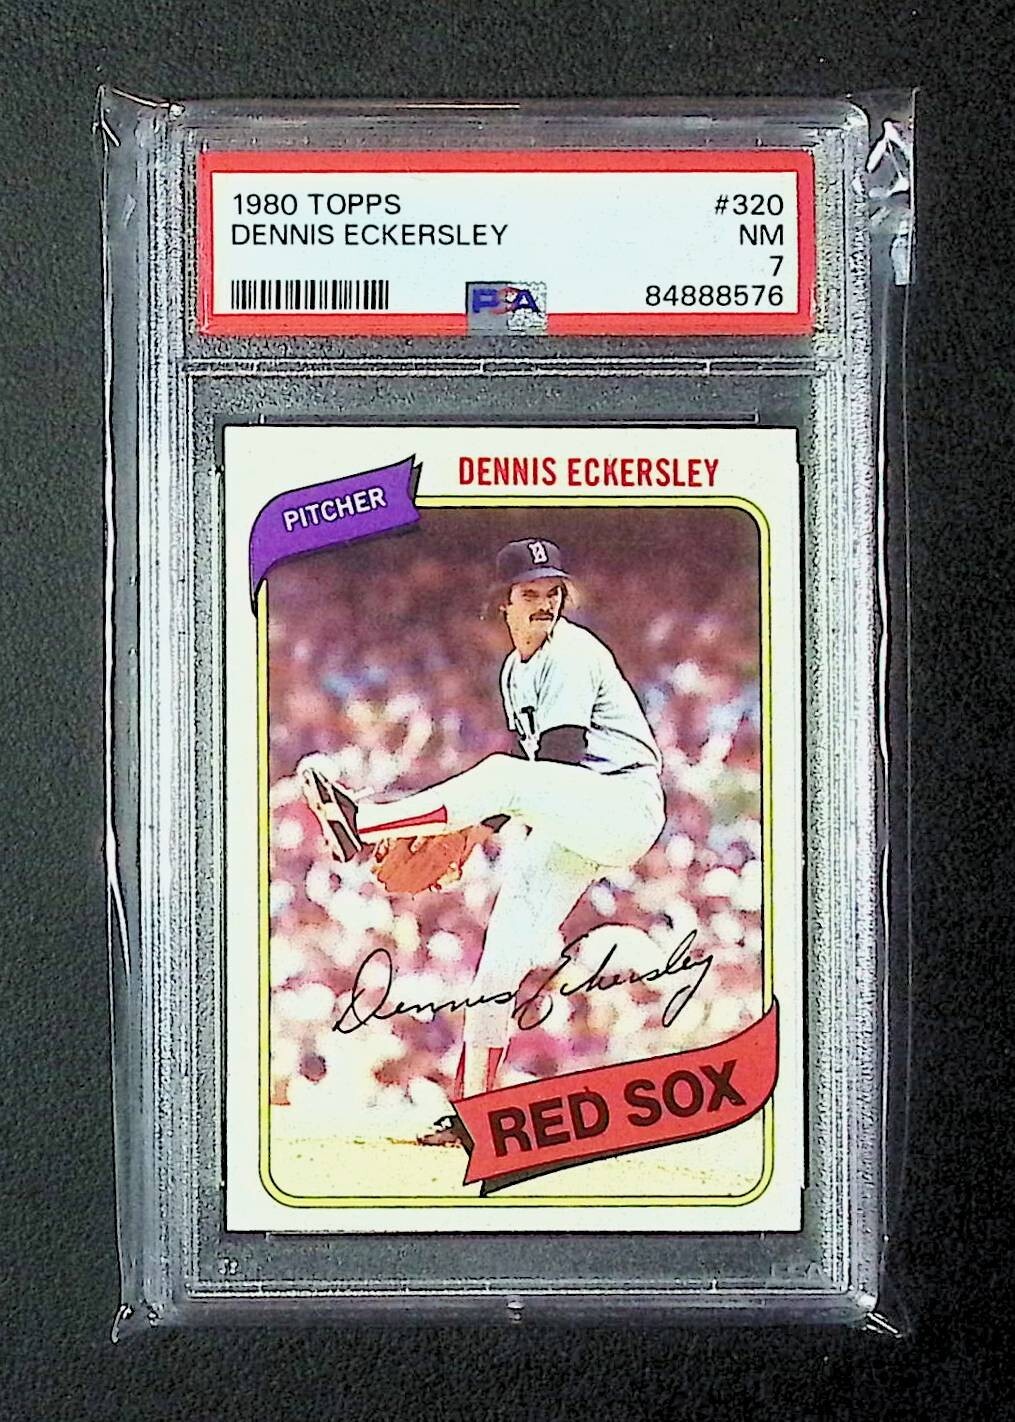 1980 TOPPS #320
DENNIS ECKERSLEY NM
7
PSA 84888576
DENNIS ECKERSLEY
PITCHER
B
Dennis Eckersley
RED SOX